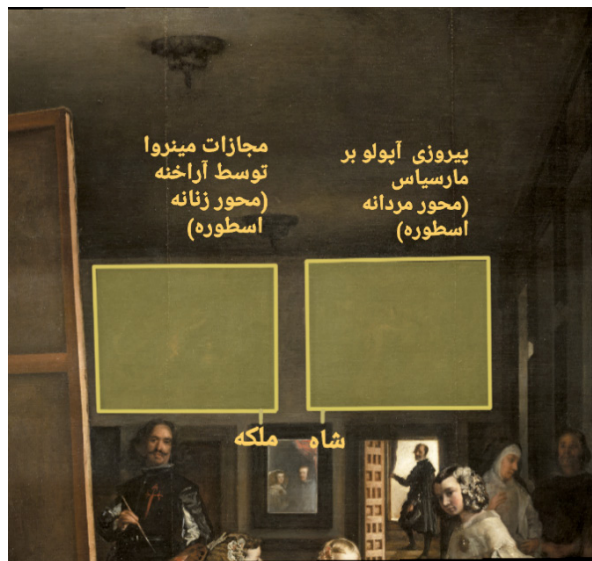 پیروزی آپولو بر
مارسیاس
(محور مردانه
اسطوره)
مجازات مینروا
توسط آراخنه
(محور زنانه
اسطوره)
شاه
ملکه